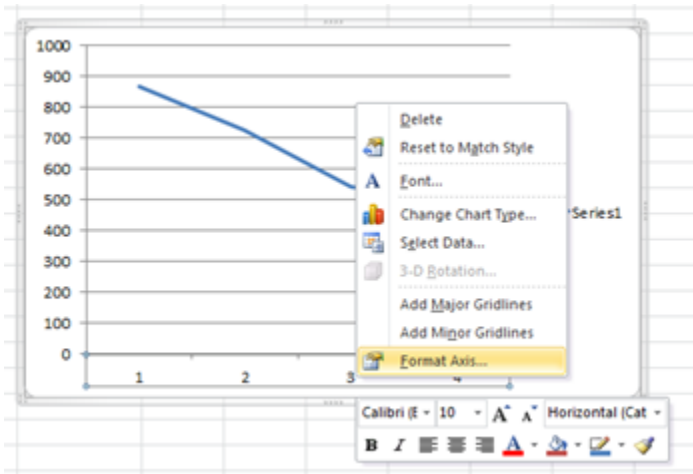 1000
900
800
700
600
500
400
300
200
100
0
1
2
3
Delete
Reset to Match Style
A Font...
Change Chart Type...
Select Data...
3-D Rotation...
Add Major Gridlines
Add Minor Gridlines
Format Axis...
Series1
Calibri (E 10 A A Horizontal (Cat
B I A